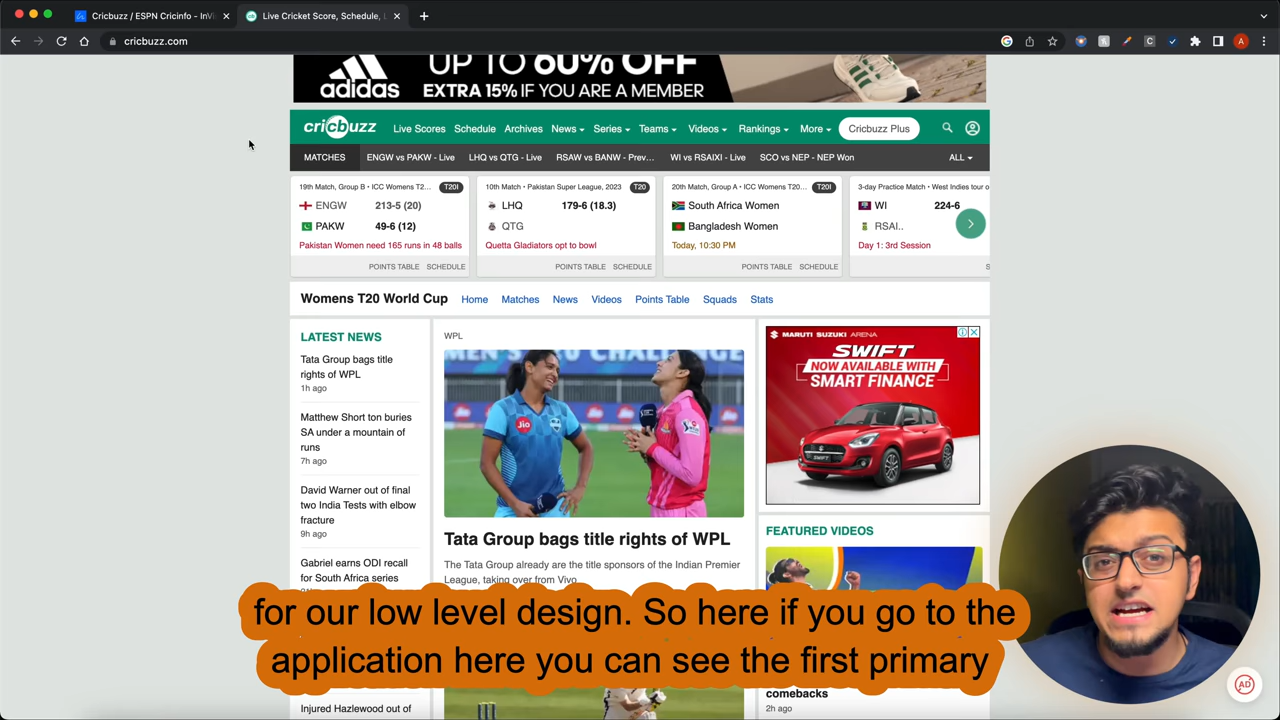 Cricbuzz / ESPN Cricinfo - InVi
Live Cricket Score, Schedule, L
cricbuzz.com
A
adidas
UP TO 60% OFF
EXTRA 15% IF YOU ARE A MEMBER
cricbuzz
Live Scores
Schedule
Archives
News
Series
Teams
Videos
Rankings
More
Cricbuzz Plus
MATCHES
ENGW vs PAKW - Live
LHQ vs QTG - Live
RSAW vs BANW - Prev...
WI vs RSAIXI - Live
SCO vs NEP - NEP Won
ALL
19th Match, Group B • ICC Womens T2...
T20I
ENGW 213-5 (20)
PAKW 49-6 (12)
Pakistan Women need 165 runs in 48 balls
POINTS TABLE SCHEDULE
10th Match • Pakistan Super League, 2023
T20
LHQ 179-6 (18.3)
QTG
Quetta Gladiators opt to bowl
POINTS TABLE SCHEDULE
20th Match, Group A • ICC Womens T20...
T20I
South Africa Women
Bangladesh Women
Today, 10:30 PM
POINTS TABLE SCHEDULE
3-day Practice Match • West Indies tour o
WI 224-6
RSAI..
Day 1: 3rd Session
S
Womens T20 World Cup
Home
Matches
News
Videos
Points Table
Squads
Stats
LATEST NEWS
Tata Group bags title
rights of WPL
1h ago
Matthew Short ton buries
SA under a mountain of
runs
7h ago
David Warner out of final
two India Tests with elbow
fracture
9h ago
Gabriel earns ODI recall
for South Africa series
Injured Hazlewood out of
WPL
MEN'S T20 CHALLENGE
Jio
Tata Group bags title rights of WPL
The Tata Group already are the title sponsors of the Indian Premier
League, taking over from Vivo
MARUTI SUZUKI ARENA
SWIFT
NOW AVAILABLE WITH
SMART FINANCE
FEATURED VIDEOS
comebacks
2h ago
for our low level design. So here if you go to the
application here you can see the first primary
AD